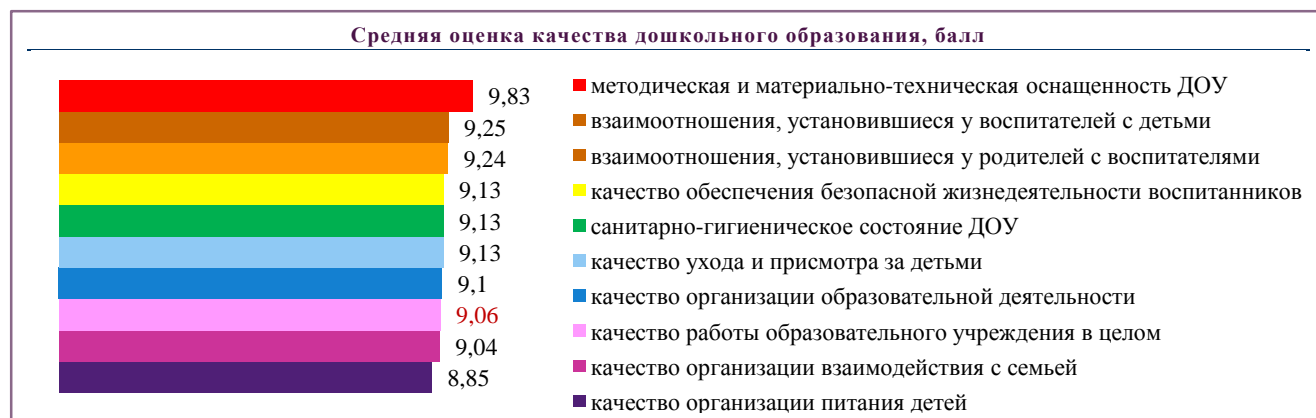 Средняя оценка качества дошкольного образования, балл
9,83
9,25
9,24
9,13
9,13
9,13
9,1
9,06
9,04
8,85
методическая и материально-техническая оснащенность ДОУ
взаимоотношения, установившиеся у воспитателей с детьми
взаимоотношения, установившиеся у родителей с воспитателями
качество обеспечения безопасной жизнедеятельности воспитанников
санитарно-гигиеническое состояние ДОУ
качество ухода и присмотра за детьми
качество организации образовательной деятельности
качество работы образовательного учреждения в целом
качество организации взаимодействия с семьей
качество организации питания детей